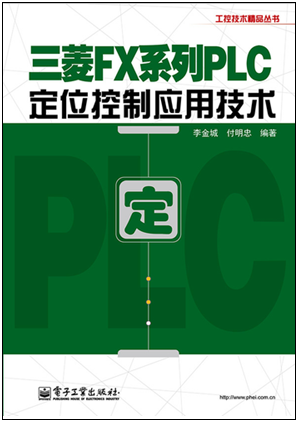 工控技术精品丛书
三菱FX系列PLC
定位控制应用技术
李金城 付明忠 编著
定
PLC
电子工业出版社
PUBLISHING HOUSE OF ELECTRONICS INDUSTRY
http://www.phei.com.cn